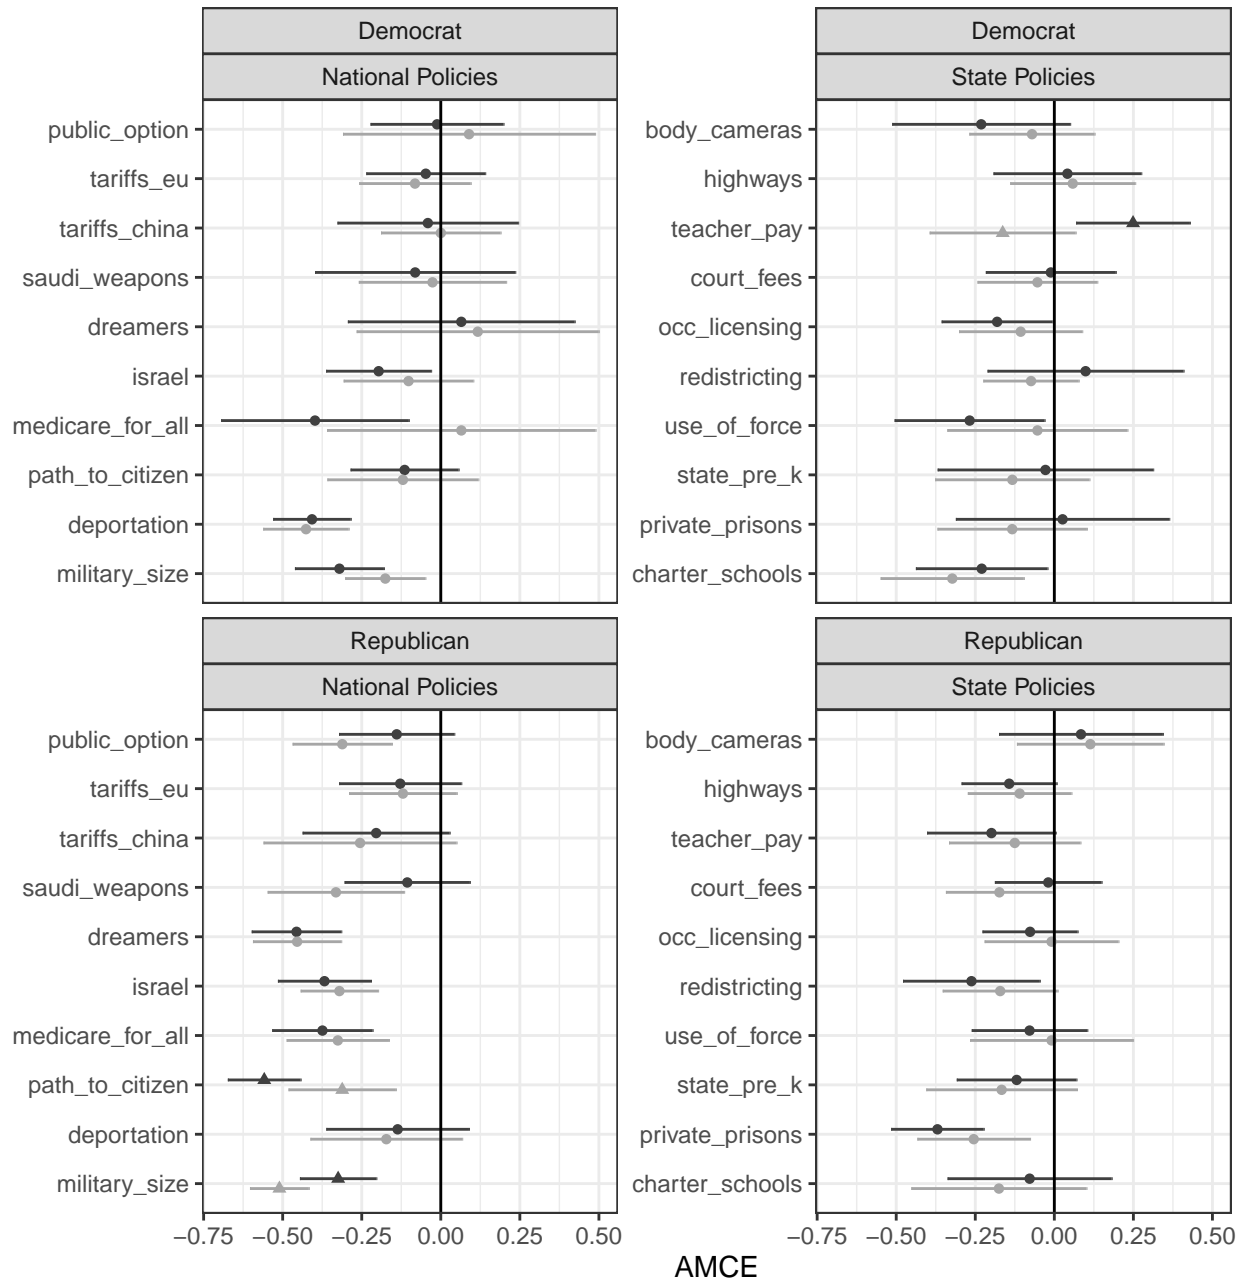 Democrat
National Policies
public_option
tariffs_eu
tariffs_china
saudi_weapons
dreamers
israel
medicare_for_all
path_to_citizen
deportation
military_size
Democrat
State Policies
body_cameras
highways
teacher_pay
court_fees
occ_licensing
redistricting
use_of_force
state_pre_k
private_prisons
charter_schools
Republican
National Policies
public_option
tariffs_eu
tariffs_china
saudi_weapons
dreamers
israel
medicare_for_all
path_to_citizen
deportation
military_size
−0.75 −0.50 −0.25 0.00 0.25 0.50
Republican
State Policies
body_cameras
highways
teacher_pay
court_fees
occ_licensing
redistricting
use_of_force
state_pre_k
private_prisons
charter_schools
−0.75 −0.50 −0.25 0.00 0.25 0.50
AMCE